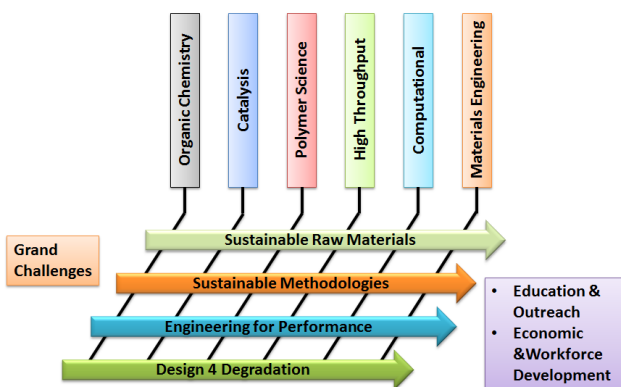 Organic Chemistry
Catalysis
Polymer Science
High Throughput
Computational
Materials Engineering
Sustainable Raw Materials
Grand
Challenges
Sustainable Methodologies
Engineering for Performance
Design 4 Degradation
• Education &
Outreach
• Economic
&Workforce
Development